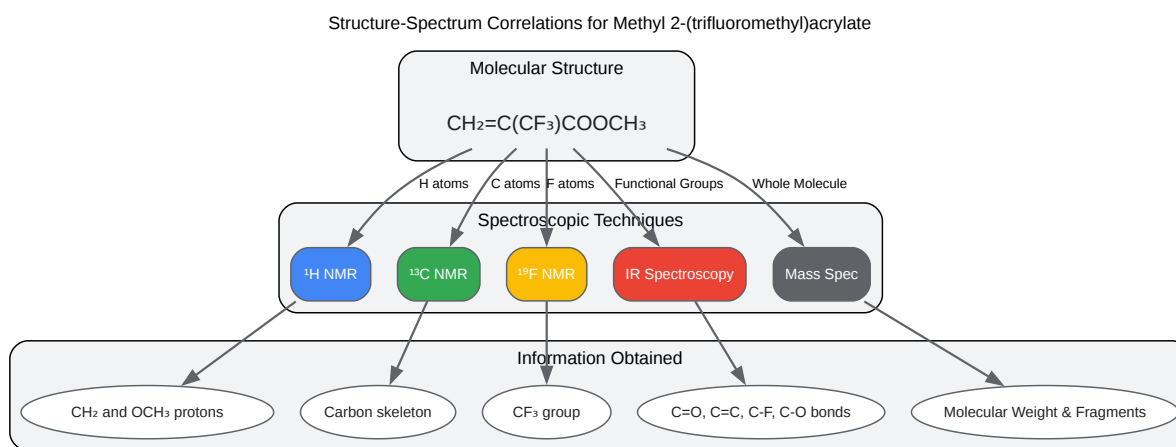 Structure-Spectrum Correlations for Methyl 2-(trifluoromethyl)acrylate
Molecular Structure
CH₂=C(CF₃)COOCH₃
H atoms
C atoms
F atoms
Functional Groups
Whole Molecule
Spectroscopic Techniques
¹H NMR
¹³C NMR
¹⁹F NMR
IR Spectroscopy
Mass Spec
Information Obtained
CH₂ and OCH₃ protons
Carbon skeleton
CF₃ group
C=O, C=C, C-F, C-O bonds
Molecular Weight & Fragments